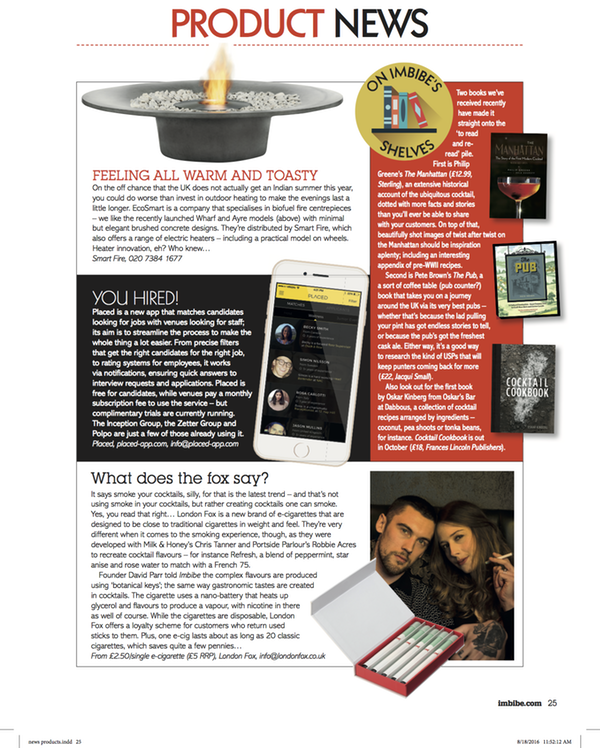 PRODUCT NEWS
FEELING ALL WARM AND TOASTY
On the off chance that the UK does not actually get an Indian summer this year,
you could do worse than invest in outdoor heating to make the evenings last a
little longer. EcoSmart is a company that specialises in biofuel fire centrepieces
– we like the recently launched Wharf and Ayre models (above) with minimal
but elegant brushed concrete designs. They're distributed by Smart Fire, which
also offers a range of electric heaters – including a practical model on wheels.
Heater innovation, eh? Who knew…
Smart Fire, 020 7384 1677
YOU HIRED!
Placed is a new app that matches candidates
looking for jobs with venues looking for staff;
its aim is to streamline the process to make the
whole thing a lot easier. From precise filters
that get the right candidates for the right job,
to rating systems for employees, it works
via notifications, ensuring quick answers to
interview requests and applications. Placed is
free for candidates, while venues pay a monthly
subscription fee to use the service – but
complimentary trials are currently running.
The Inception Group, the Zetter Group and
Polpo are just a few of those already using it.
Placed, placed-app.com, info@placed-app.com
PLACED
MATCHES
BECKY SMITH
SIMON HUDSON
NORA CARLOTO
JASON MULLINS
ON IMBIBE'S
SHELVES
Two books we've
received recently
have made it
straight onto the
'to read
and re-
read' pile.
First is Philip
Greene's The Manhattan (£12.99,
Sterling), an extensive historical
account of the ubiquitous cocktail,
dotted with more facts and stories
than you'll ever be able to share
with your customers. On top of that,
beautifully shot images of twist after twist on
the Manhattan should be inspiration
aplenty; including an interesting
appendix of pre-WWII recipes.
Second is Pete Brown's The Pub, a
a sort of coffee table (pub counter?)
book that takes you on a journey
around the UK via its very best pubs –
whether that's because the lad pulling
your pint has got endless stories to tell,
or because the pub's got the freshest
cask ale. Either way, it's a good way
to research the kind of USPs that will
keep punters coming back for more
(£22, Jacqui Small).
Also look out for the first book
by Oskar Kinberg from Oskar's Bar
at Dabbous, a collection of cocktail
recipes arranged by ingredients –
coconut, pea shoots or tonka beans,
for instance. Cocktail Cookbook is out
in October (£18, Frances Lincoln Publishers).
THE
MANHATTAN
THE
PUB
COCKTAIL
COOKBOOK
What does the fox say?
It says smoke your cocktails, silly, for that is the latest trend – and that's not
using smoke in your cocktails, but rather creating cocktails one can smoke.
Yes, you read that right… London Fox is a new brand of e-cigarettes that are
designed to be close to traditional cigarettes in weight and feel. They're very
different when it comes to the smoking experience, though, as they were
developed with Milk & Honey's Chris Tanner and Portside Parlour's Robbie Acres
to recreate cocktail flavours – for instance Refresh, a blend of peppermint, star
anise and rose water to match with a French 75.
Founder David Parr told Imbibe the complex flavours are produced
using 'botanical keys'; the same way gastronomic tastes are created
in cocktails. The cigarette uses a nano-battery that heats up
glycerol and flavours to produce a vapour, with nicotine in there
as well of course. While the cigarettes are disposable, London
Fox offers a loyalty scheme for customers who return used
sticks to them. Plus, one e-cig lasts about as long as 20 classic
cigarettes, which saves quite a few pennies…
From £2.50/single e-cigarette (£5 RRP), London Fox, info@londonfox.co.uk
imbibe.com 25
news products.indd 25
8/18/2016 11:52:12 AM